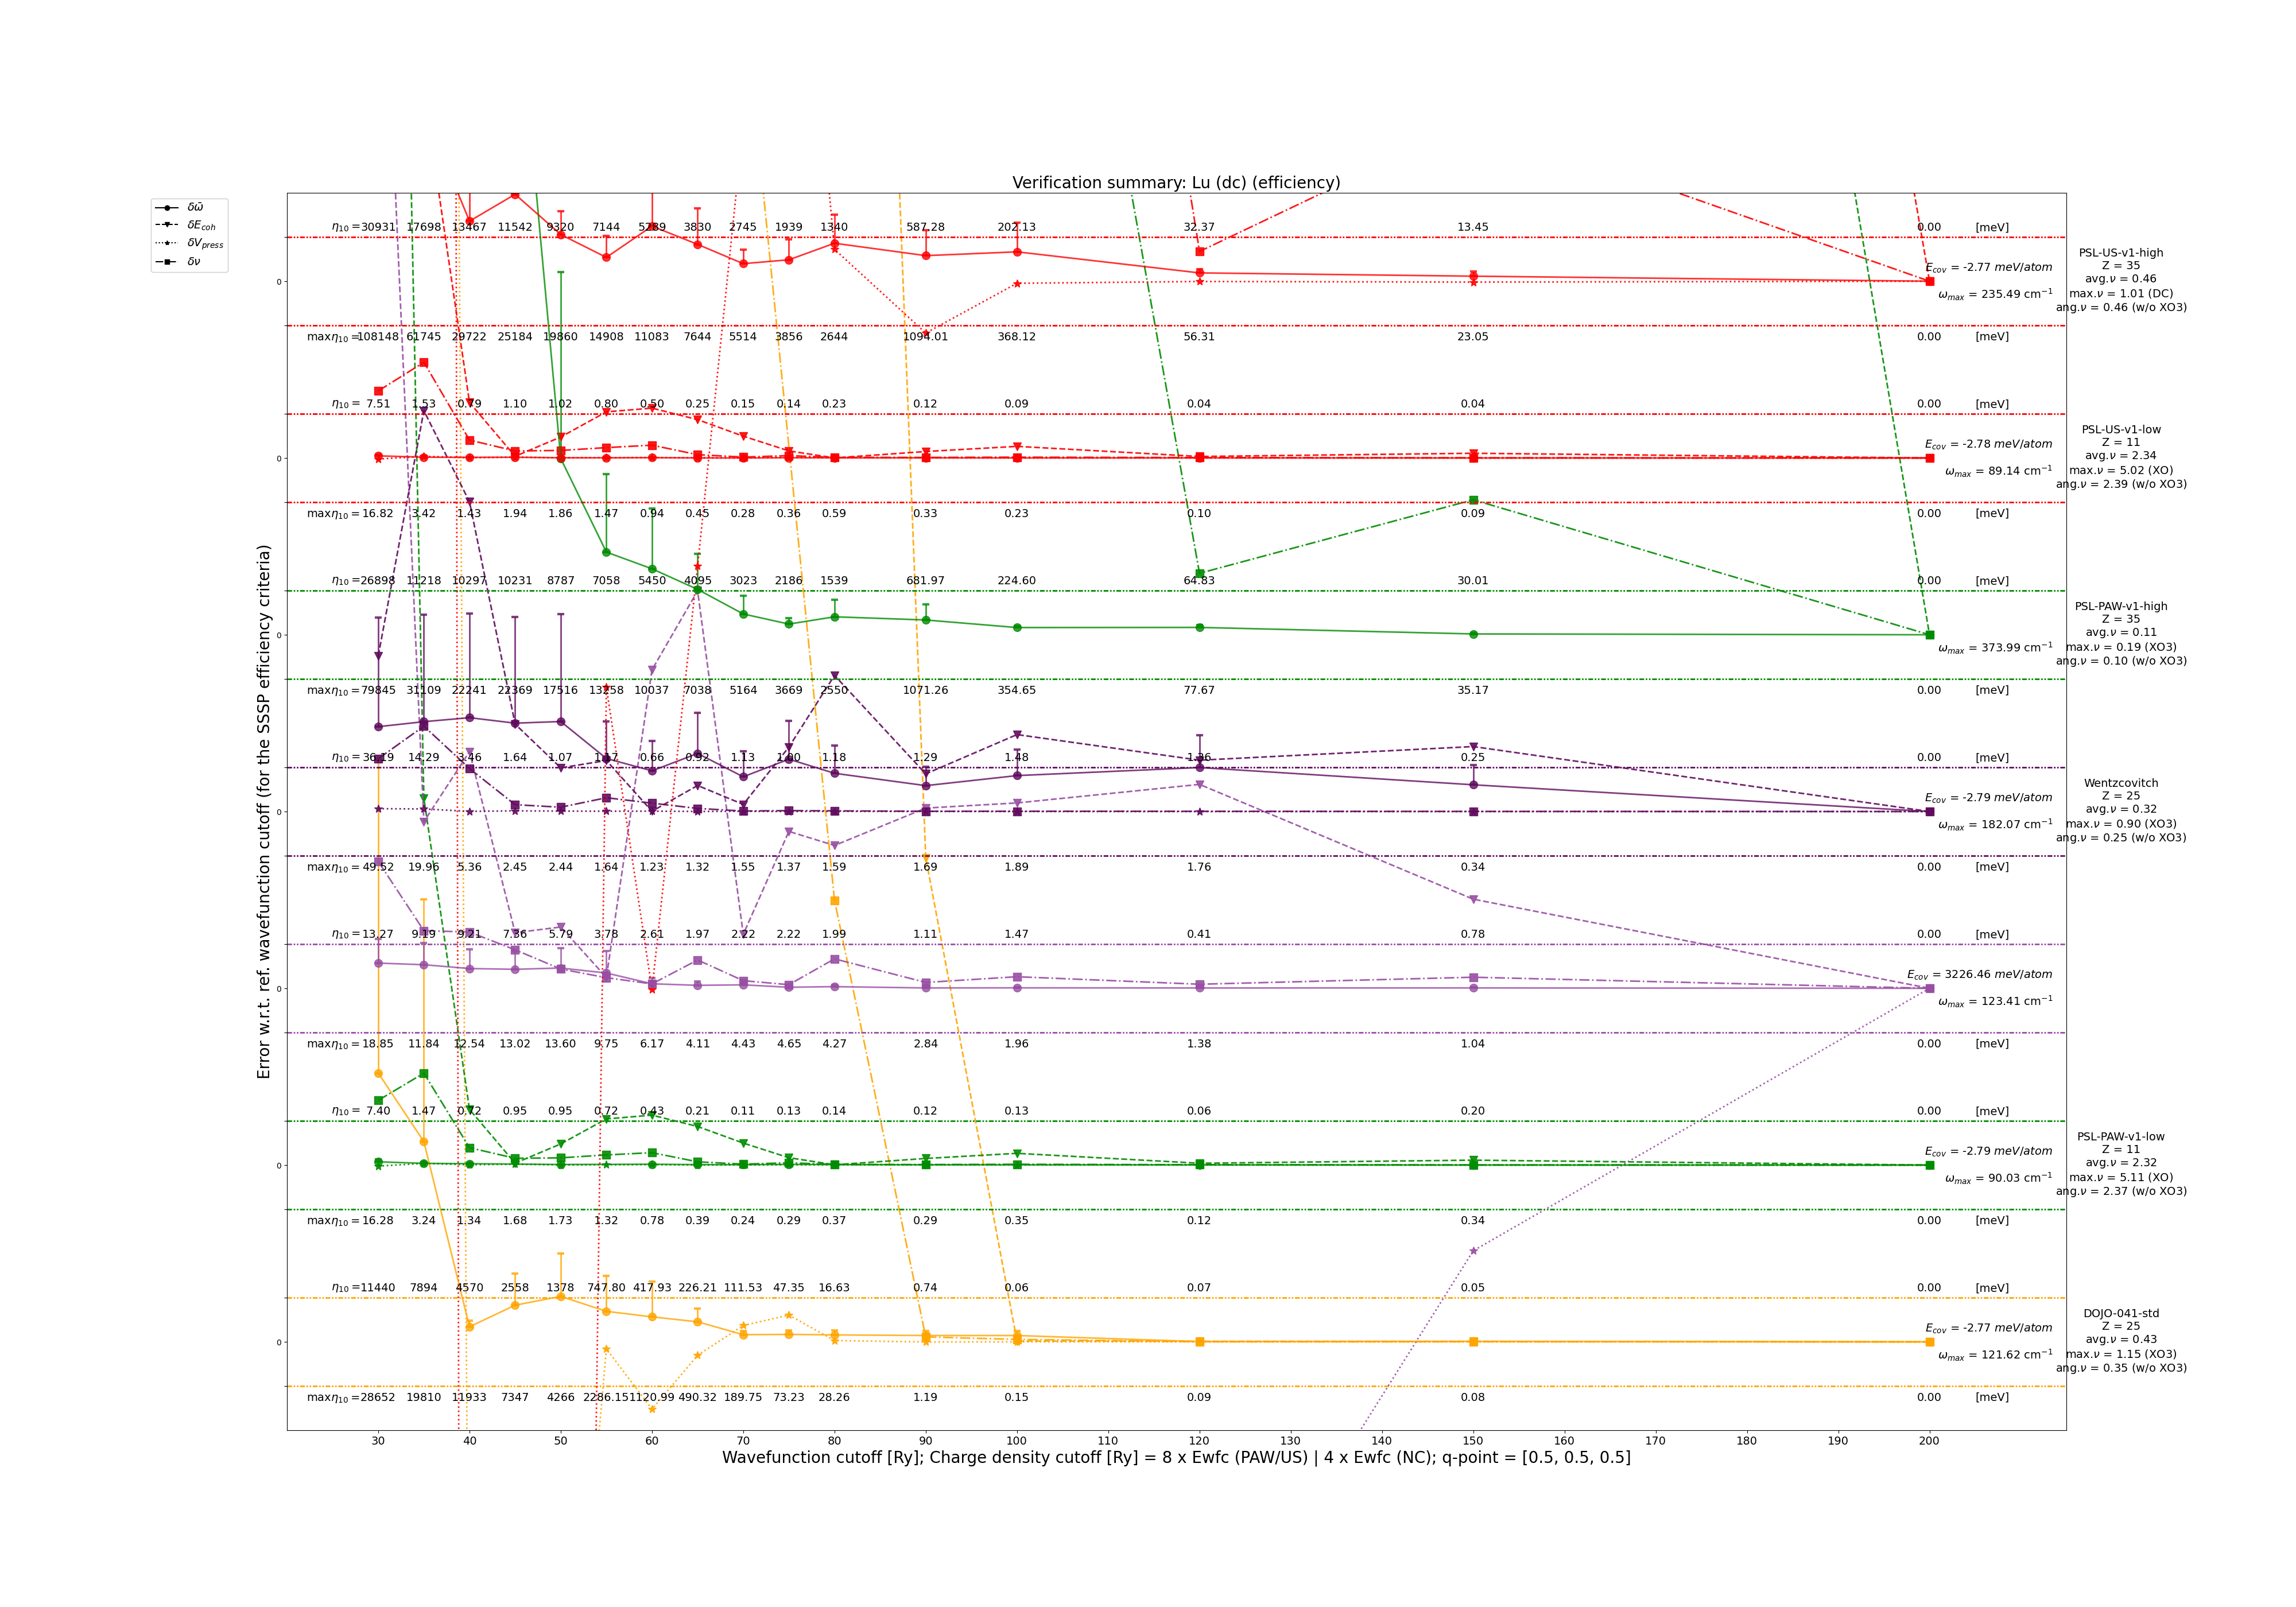 Verification summary: Lu (dc) (efficiency)
δω̄
δE_coh
δV_press
δν
Error w.r.t. ref. wavefunction cutoff (for the SSSP efficiency criteria)
η₁₀ = 30931 17698 13467 11542 9320 7144 5289 3830 2745 1939 1340 587.28 202.13 32.37 13.45 0.00 [meV]
0
E_cov = -2.77 meV/atom
ω_max = 235.49 cm⁻¹
PSL-US-v1-high
Z = 35
avg.ν = 0.46
max.ν = 1.01 (DC)
ang.ν = 0.46 (w/o XO3)
maxη₁₀ = 108148 61745 29722 25184 19860 14908 11083 7644 5514 3856 2644 1094.01 368.12 56.31 23.05 0.00 [meV]
η₁₀ = 7.51 1.53 0.79 1.10 1.02 0.80 0.50 0.25 0.15 0.14 0.23 0.12 0.09 0.04 0.04 0.00 [meV]
0
E_cov = -2.78 meV/atom
ω_max = 89.14 cm⁻¹
PSL-US-v1-low
Z = 11
avg.ν = 2.34
max.ν = 5.02 (XO)
ang.ν = 2.39 (w/o XO3)
maxη₁₀ = 16.82 3.42 1.43 1.94 1.86 1.47 0.94 0.45 0.28 0.36 0.59 0.33 0.23 0.10 0.09 0.00 [meV]
η₁₀ = 26898 11218 10297 10231 8787 7058 5450 4095 3023 2186 1539 681.97 224.60 64.83 30.01 0.00 [meV]
0
ω_max = 373.99 cm⁻¹
PSL-PAW-v1-high
Z = 35
avg.ν = 0.11
max.ν = 0.19 (XO3)
ang.ν = 0.10 (w/o XO3)
maxη₁₀ = 79845 31109 22241 22369 17516 13258 10037 7038 5164 3669 2550 1071.26 354.65 77.67 35.17 0.00 [meV]
η₁₀ = 36.19 14.29 3.46 1.64 1.07 1.17 0.66 0.92 1.13 1.00 1.18 1.29 1.48 1.36 0.25 0.00 [meV]
0
E_cov = -2.79 meV/atom
ω_max = 182.07 cm⁻¹
Wentzcovitch
Z = 25
avg.ν = 0.32
max.ν = 0.90 (XO3)
ang.ν = 0.25 (w/o XO3)
maxη₁₀ = 49.52 19.96 5.36 2.45 2.44 1.64 1.23 1.32 1.55 1.37 1.59 1.69 1.89 1.76 0.34 0.00 [meV]
η₁₀ = 13.27 9.19 9.21 7.36 5.79 3.78 2.61 1.97 2.22 2.22 1.99 1.11 1.47 0.41 0.78 0.00 [meV]
0
E_cov = 3226.46 meV/atom
ω_max = 123.41 cm⁻¹
maxη₁₀ = 18.85 11.84 12.54 13.02 13.60 9.75 6.17 4.11 4.43 4.65 4.27 2.84 1.96 1.38 1.04 0.00 [meV]
η₁₀ = 7.40 1.47 0.72 0.95 0.95 0.72 0.43 0.21 0.11 0.13 0.14 0.12 0.13 0.06 0.20 0.00 [meV]
0
E_cov = -2.79 meV/atom
ω_max = 90.03 cm⁻¹
PSL-PAW-v1-low
Z = 11
avg.ν = 2.32
max.ν = 5.11 (XO)
ang.ν = 2.37 (w/o XO3)
maxη₁₀ = 16.28 3.24 1.34 1.68 1.73 1.32 0.78 0.39 0.24 0.29 0.37 0.29 0.35 0.12 0.34 0.00 [meV]
η₁₀ = 11440 7894 4570 2558 1378 747.80 417.93 226.21 111.53 47.35 16.63 0.74 0.06 0.07 0.05 0.00 [meV]
0
E_cov = -2.77 meV/atom
ω_max = 121.62 cm⁻¹
DOJO-041-std
Z = 25
avg.ν = 0.43
max.ν = 1.15 (XO3)
ang.ν = 0.35 (w/o XO3)
maxη₁₀ = 28652 19810 11933 7347 4266 2286.15 1120.99 490.32 189.75 73.23 28.26 1.19 0.15 0.09 0.08 0.00 [meV]
30 40 50 60 70 80 90 100 110 120 130 140 150 160 170 180 190 200
Wavefunction cutoff [Ry]; Charge density cutoff [Ry] = 8 x Ewfc (PAW/US) | 4 x Ewfc (NC); q-point = [0.5, 0.5, 0.5]